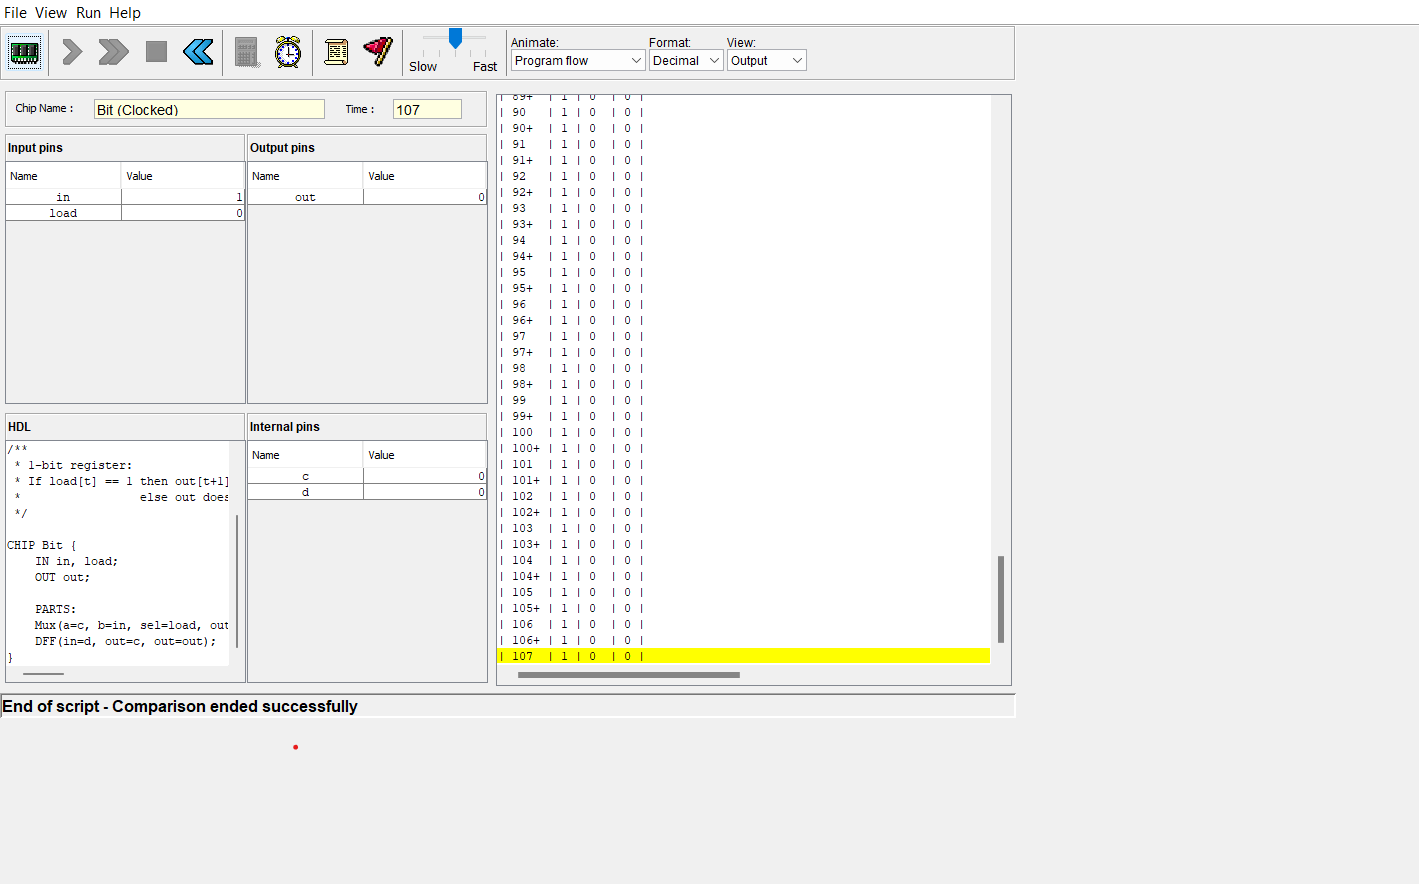 File View Run Help
Slow Fast
Animate:
Program flow
Format:
Decimal
View:
Output
Chip Name :
Bit (Clocked)
Time :
107
Input pins
Name Value
in 1
load 0
Output pins
Name Value
out 0
HDL
/**
* 1-bit register:
* If load[t] == 1 then out[t+1]
* else out does
*/
CHIP Bit {
IN in, load;
OUT out;
PARTS:
Mux(a=c, b=in, sel=load, out
DFF(in=d, out=c, out=out);
}
Internal pins
Name Value
c 0
d 0
| 89+ | 1 | 0 | 0 |
| 90 | 1 | 0 | 0 |
| 90+ | 1 | 0 | 0 |
| 91 | 1 | 0 | 0 |
| 91+ | 1 | 0 | 0 |
| 92 | 1 | 0 | 0 |
| 92+ | 1 | 0 | 0 |
| 93 | 1 | 0 | 0 |
| 93+ | 1 | 0 | 0 |
| 94 | 1 | 0 | 0 |
| 94+ | 1 | 0 | 0 |
| 95 | 1 | 0 | 0 |
| 95+ | 1 | 0 | 0 |
| 96 | 1 | 0 | 0 |
| 96+ | 1 | 0 | 0 |
| 97 | 1 | 0 | 0 |
| 97+ | 1 | 0 | 0 |
| 98 | 1 | 0 | 0 |
| 98+ | 1 | 0 | 0 |
| 99 | 1 | 0 | 0 |
| 99+ | 1 | 0 | 0 |
| 100 | 1 | 0 | 0 |
| 100+ | 1 | 0 | 0 |
| 101 | 1 | 0 | 0 |
| 101+ | 1 | 0 | 0 |
| 102 | 1 | 0 | 0 |
| 102+ | 1 | 0 | 0 |
| 103 | 1 | 0 | 0 |
| 103+ | 1 | 0 | 0 |
| 104 | 1 | 0 | 0 |
| 104+ | 1 | 0 | 0 |
| 105 | 1 | 0 | 0 |
| 105+ | 1 | 0 | 0 |
| 106 | 1 | 0 | 0 |
| 106+ | 1 | 0 | 0 |
| 107 | 1 | 0 | 0 |
End of script - Comparison ended successfully